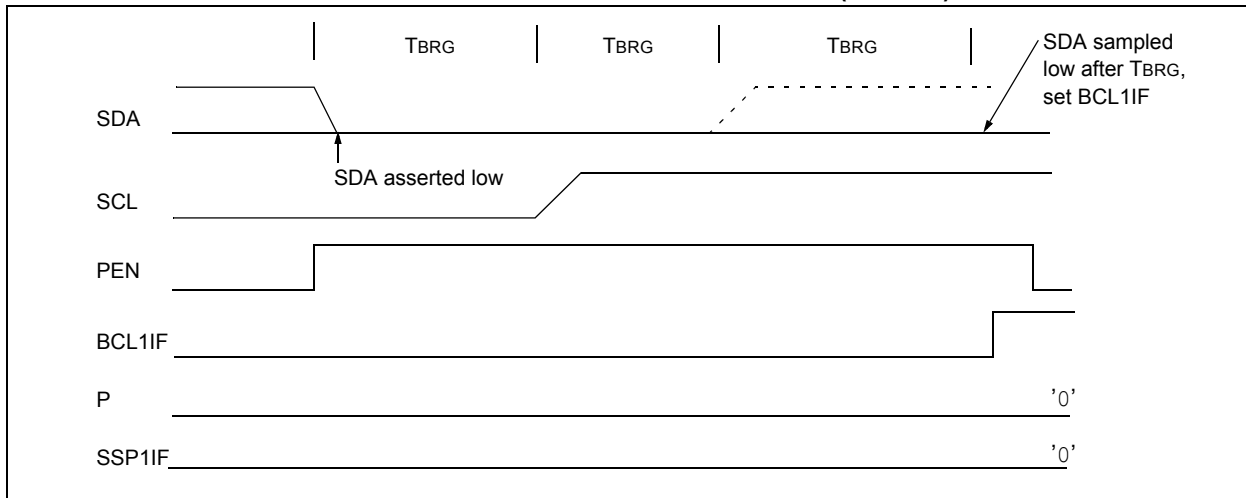 TBRG
TBRG
TBRG
SDA sampled
low after TBRG,
set BCL1IF
SDA
SDA asserted low
SCL
PEN
BCL1IF
P
'0'
SSP1IF
'0'